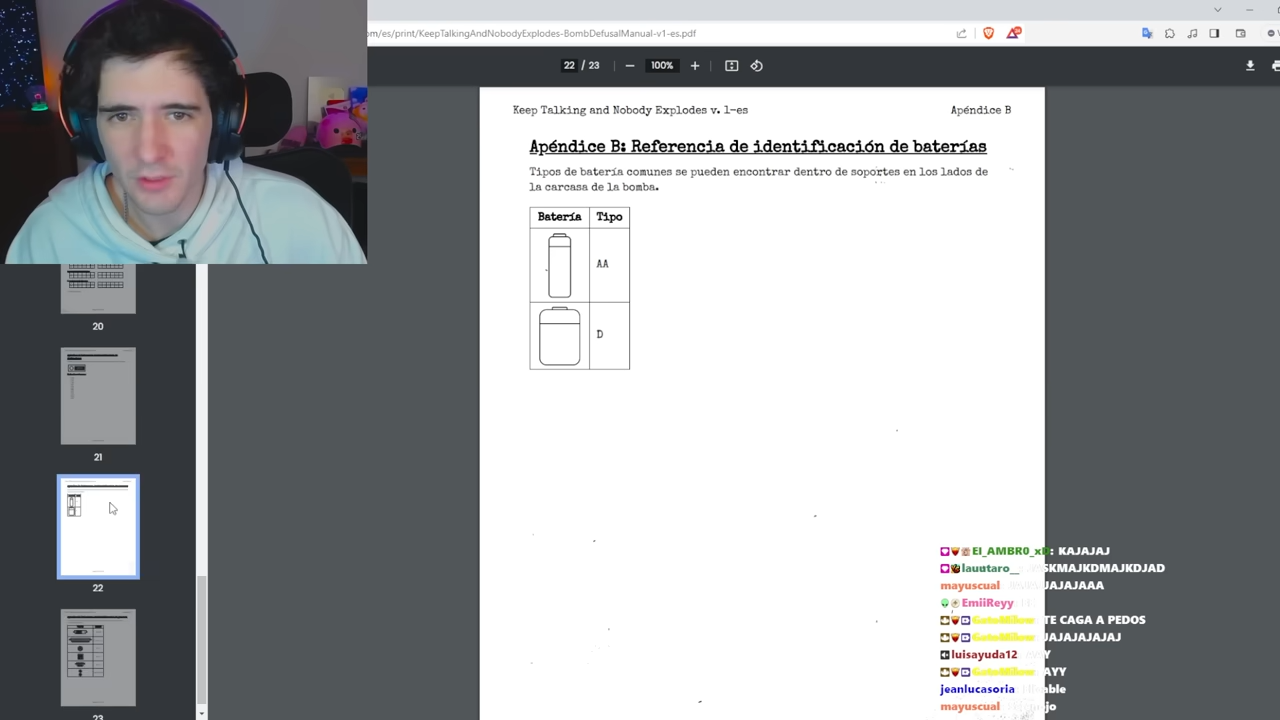 om/es/print/KeepTalkingAndNobodyExplodes-BombDefusalManual-v1-es.pdf
22 / 23 — 100% +
Keep Talking and Nobody Explodes v. 1-es Apéndice B
Apéndice B: Referencia de identificación de baterías
Tipos de batería comunes se pueden encontrar dentro de soportes en los lados de
la carcasa de la bomba.
Batería Tipo
AA
D
20
21
22
23
El_AMBR0_xD: KAJAJAJ
lauutaro__ SKMAJKDMAJKDJAD
mayuscual JAJAJAAA
EmiiReyy
TE CAGA A PEDOS
JAJAJAJAJAJ
luisayuda12
AYY
jeanlucasoria
mayuscual